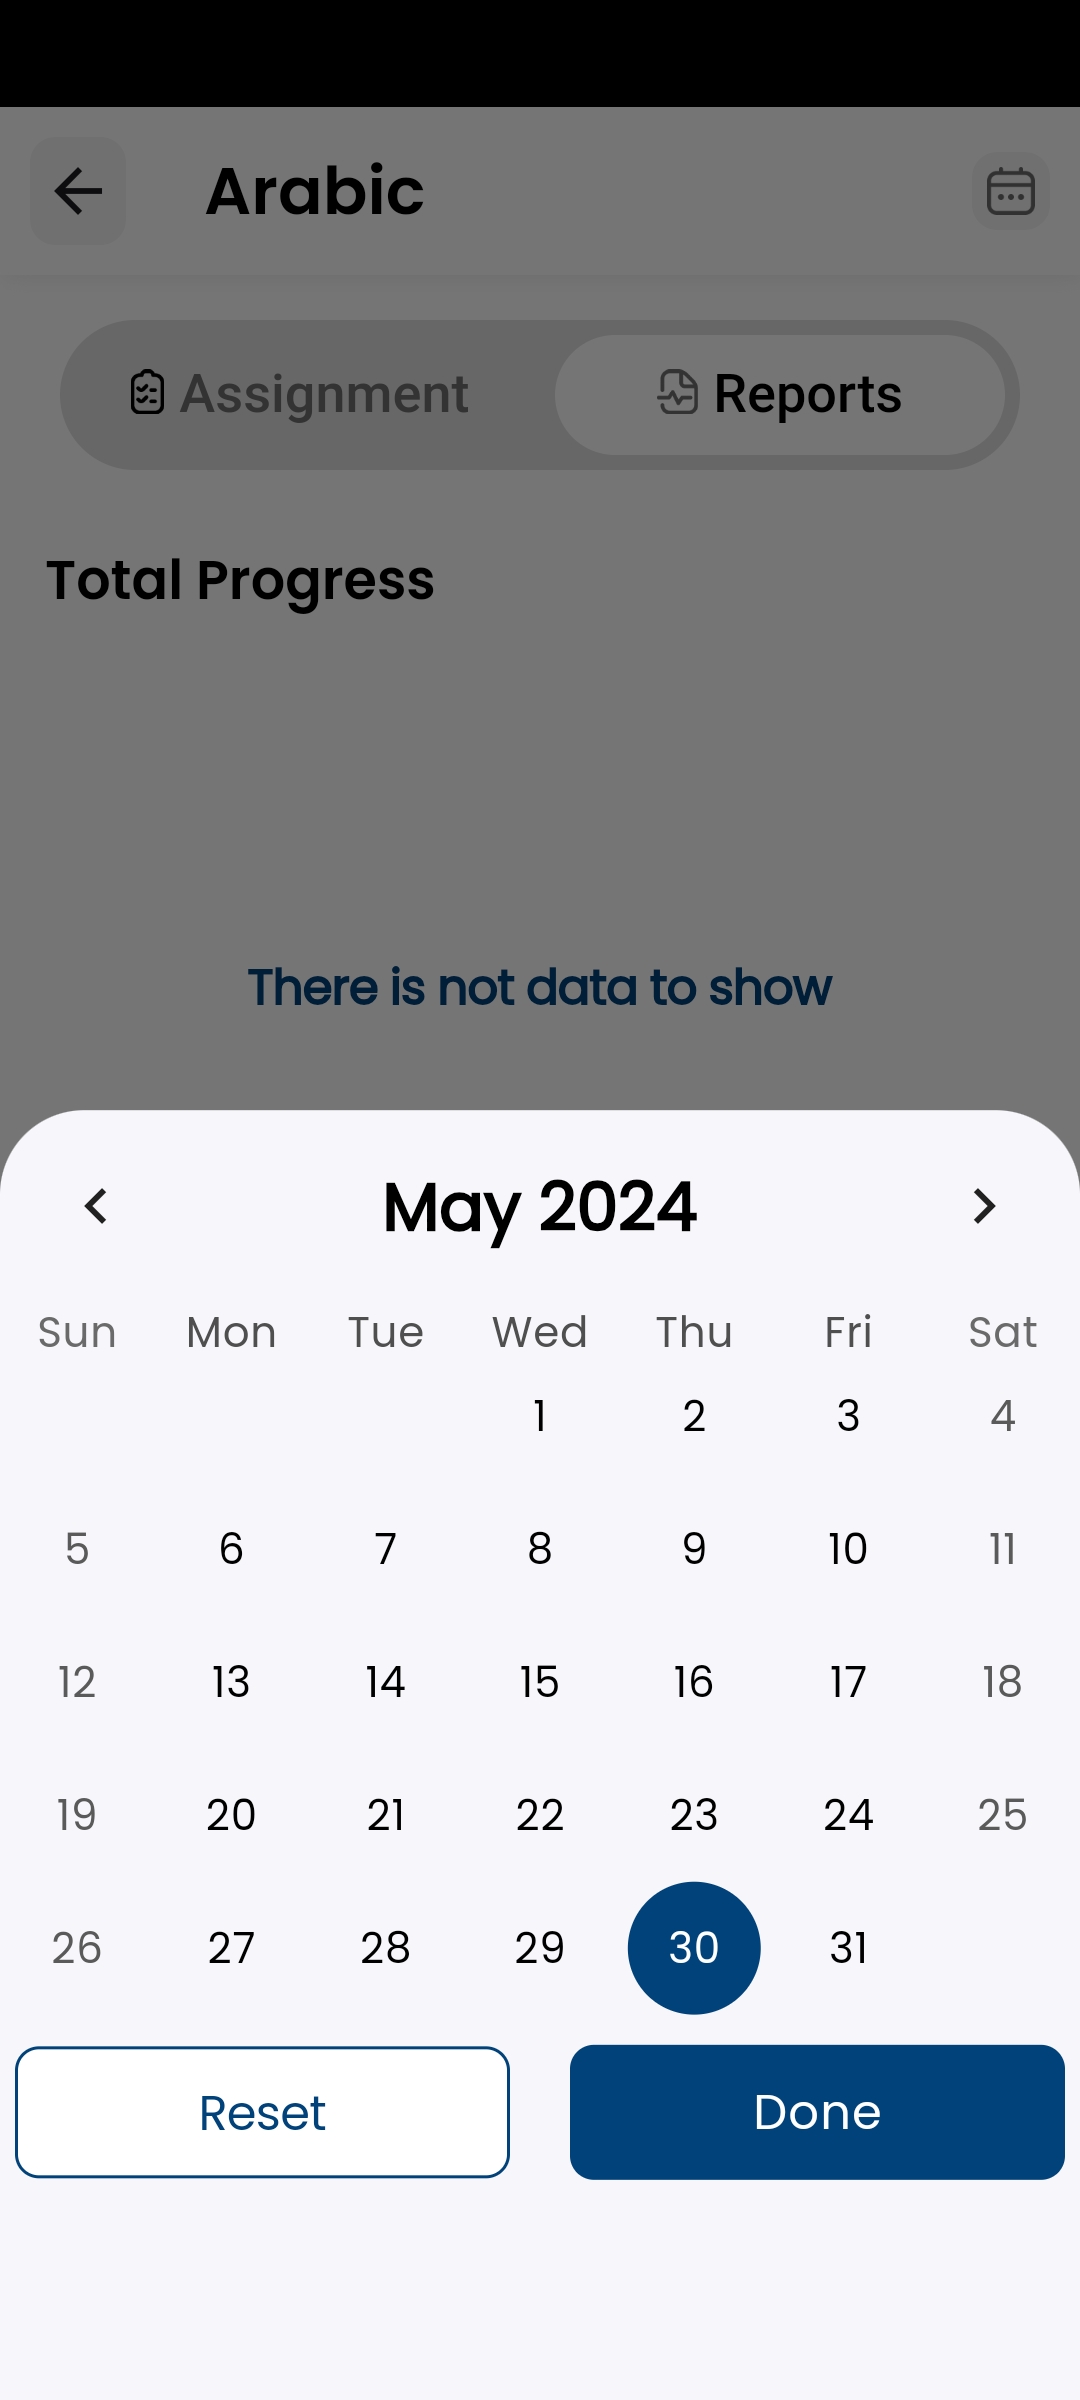 Arabic
Assignment Reports
Total Progress
There is not data to show
May 2024
Sun Mon Tue Wed Thu Fri Sat
1 2 3 4
5 6 7 8 9 10 11
12 13 14 15 16 17 18
19 20 21 22 23 24 25
26 27 28 29 30 31
Reset Done